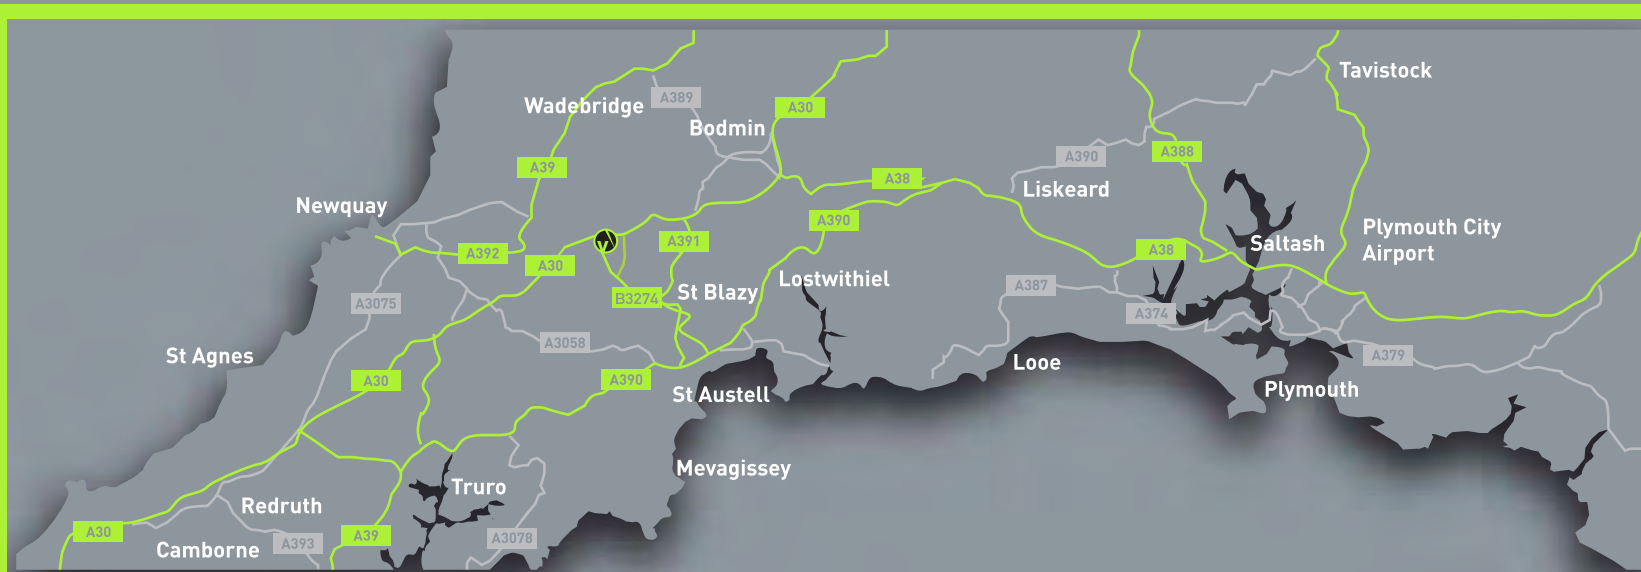 Tavistock
Wadebridge
A389
A30
Bodmin
A388
A390
A39
A38
Liskeard
Newquay
A390
Plymouth City
Airport
A391
Saltash
A392
A38
A30
y
Lostwithiel
A387
St Blazy
B3274
A3075
A374
A3058
St Agnes
A379
Looe
A30
A390
St Austell
Plymouth
Mevagissey
Truro
Redruth
A30
A39
A3078
Camborne
A393